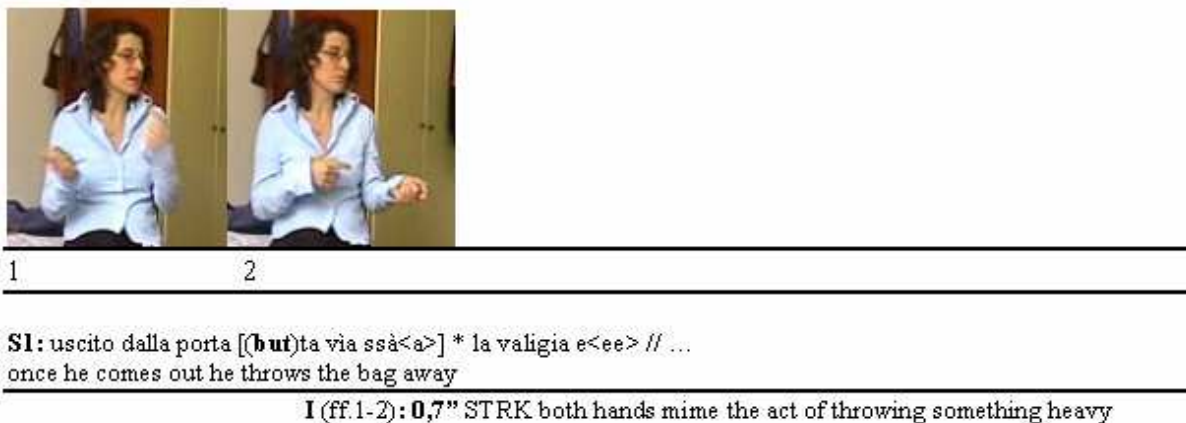 1 2
S1: uscito dalla porta [(but)ta vìa ssà<a>] * la valigia e<ee> // ...
once he comes out he throws the bag away
I (ff.1-2): 0,7” STRK both hands mime the act of throwing something heavy